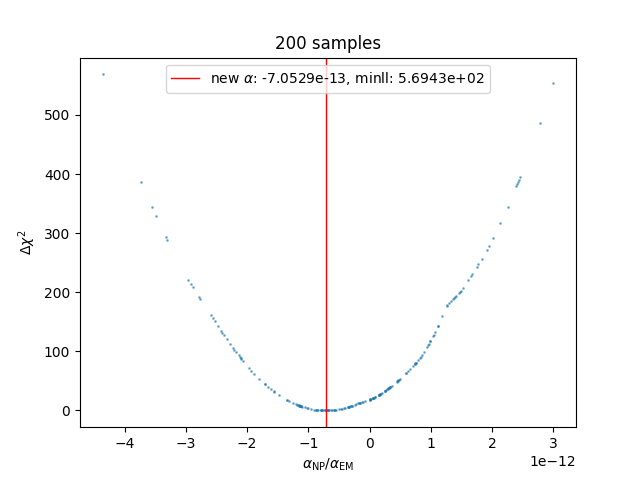 200 samples
new α: -7.0529e-13, minll: 5.6943e+02
Δχ²
500
400
300
200
100
0
−4 −3 −2 −1 0 1 2 3
1e−12
α_NP/α_EM